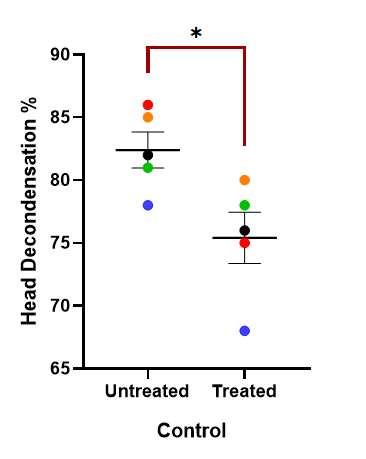 *
90
85
80
75
70
65
Head Decondensation %
Untreated Treated
Control